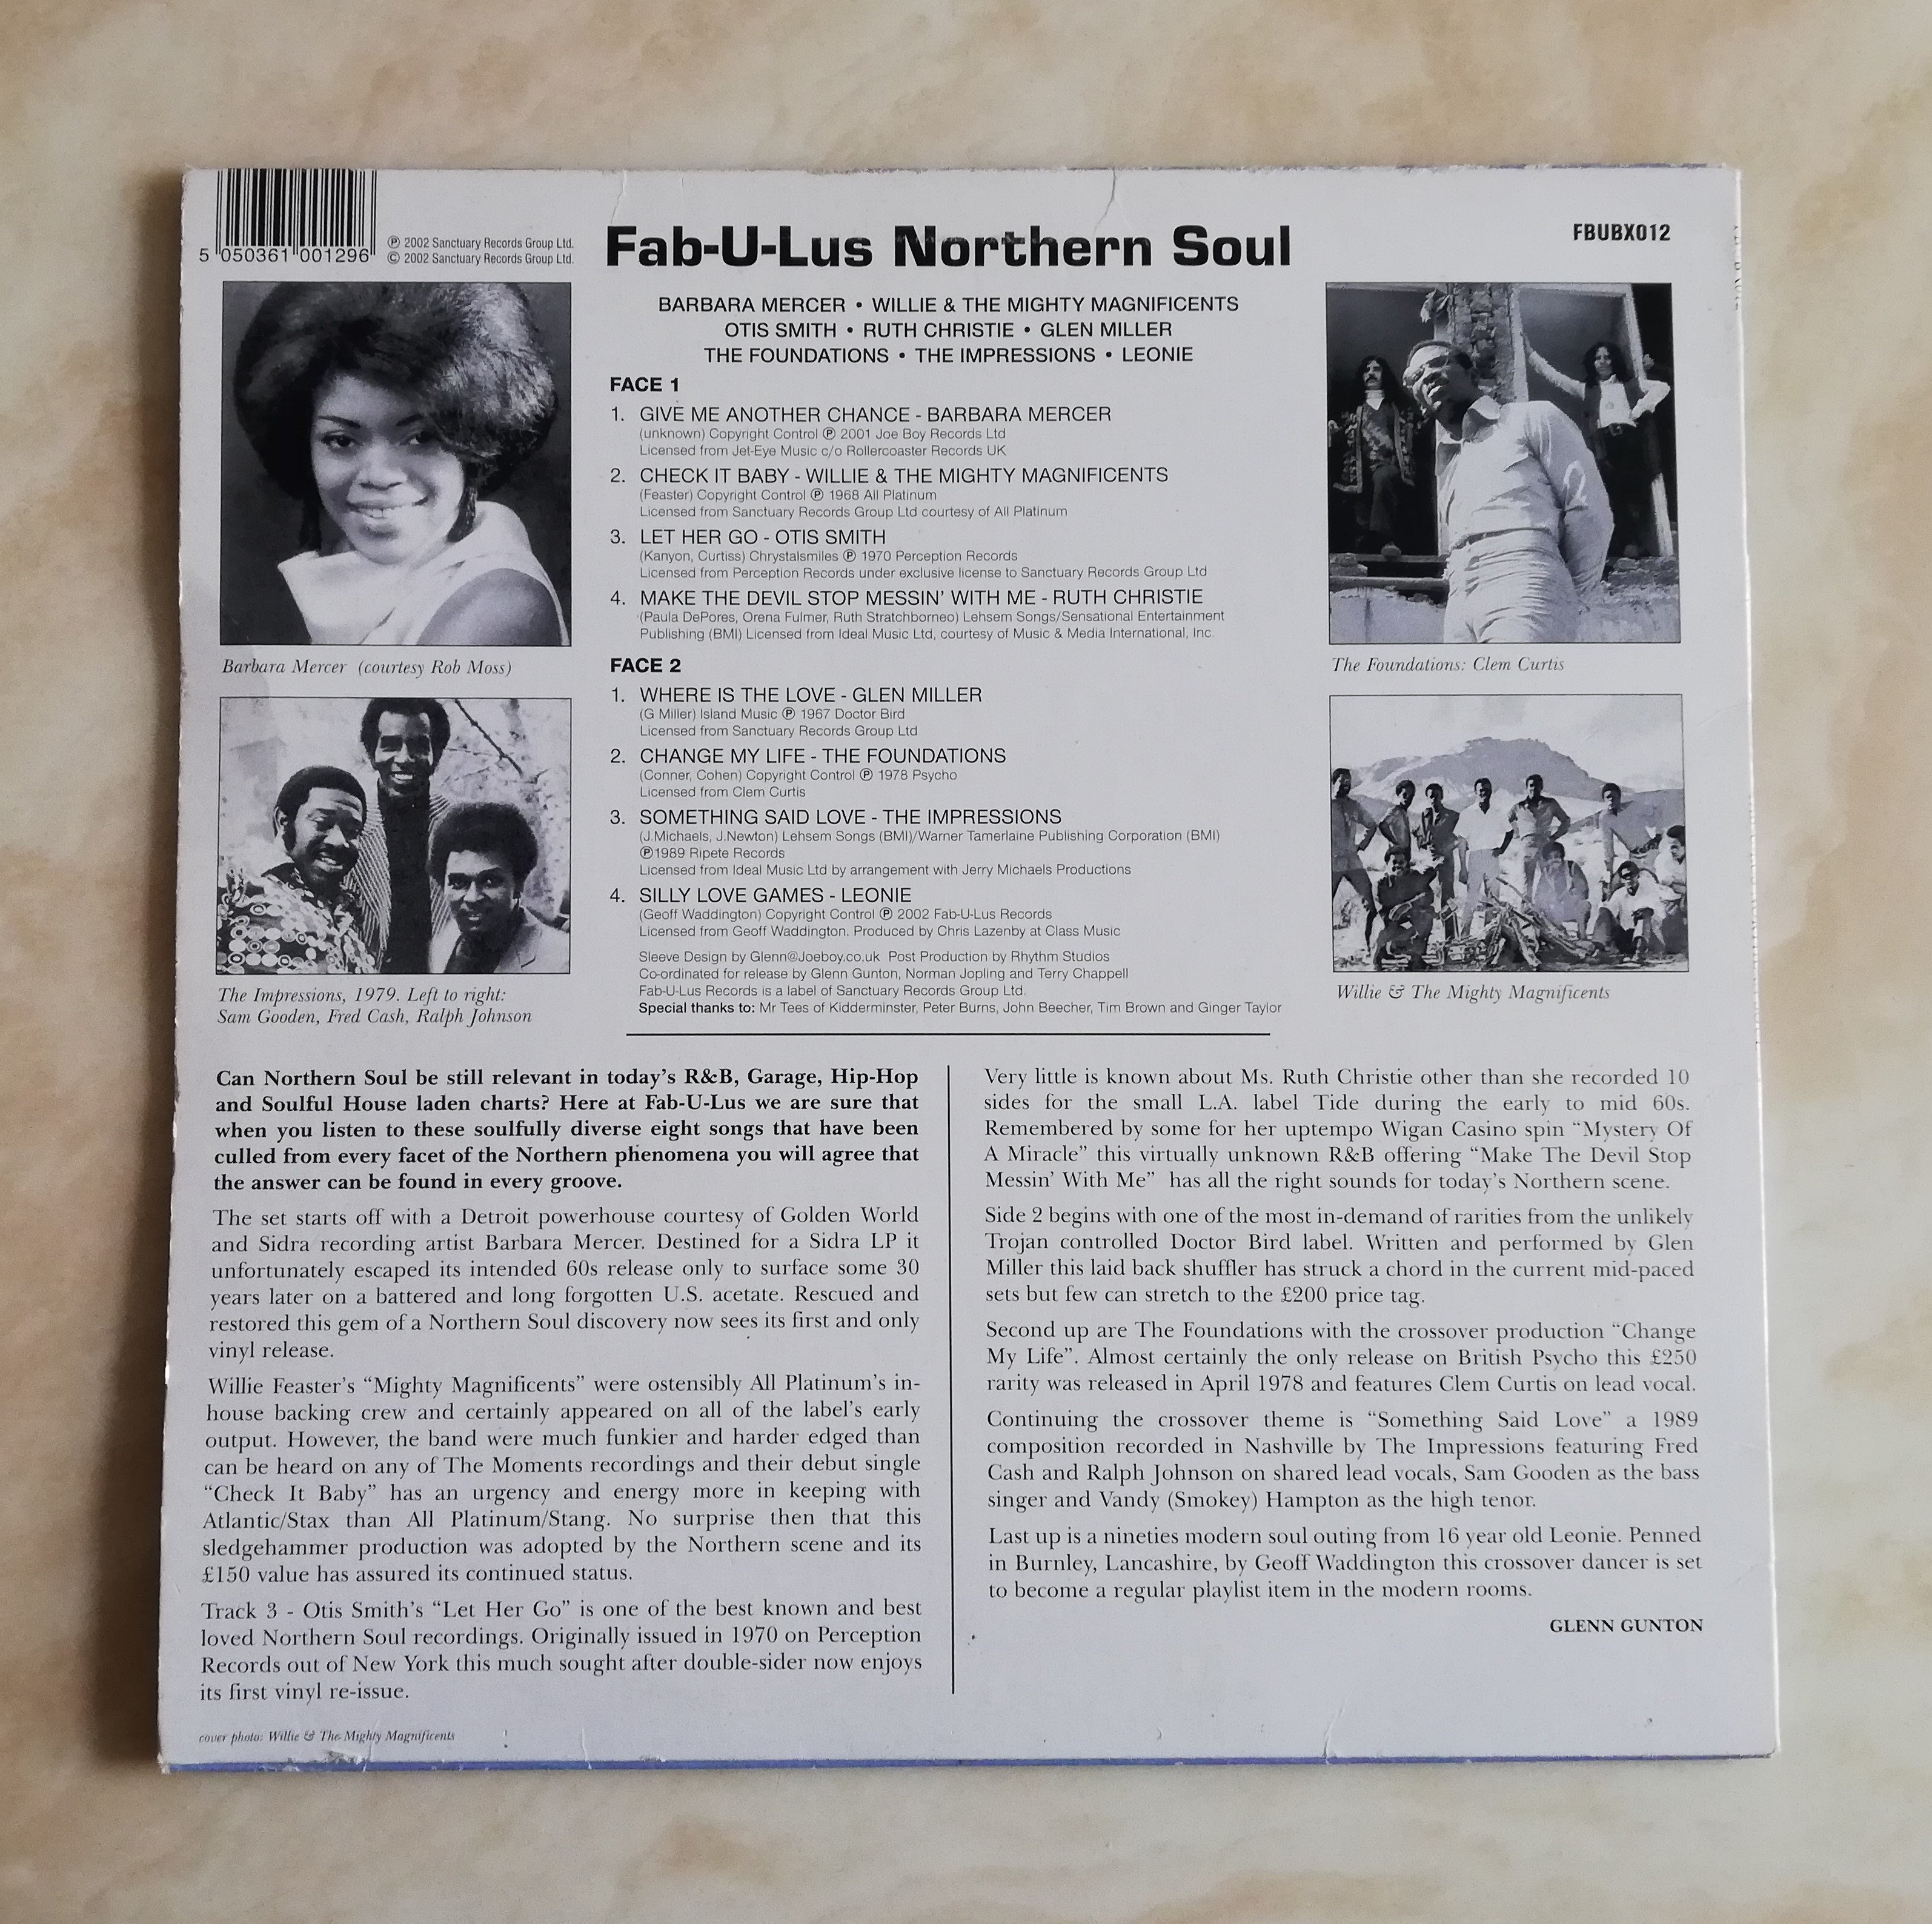 5 050361 001296
℗ 2002 Sanctuary Records Group Ltd.
© 2002 Sanctuary Records Group Ltd.
Fab-U-Lus Northern Soul
FBUBX012
BARBARA MERCER • WILLIE & THE MIGHTY MAGNIFICENTS
OTIS SMITH • RUTH CHRISTIE • GLEN MILLER
THE FOUNDATIONS • THE IMPRESSIONS • LEONIE
FACE 1
1. GIVE ME ANOTHER CHANCE - BARBARA MERCER
(unknown) Copyright Control ℗ 2001 Joe Boy Records Ltd
Licensed from Jet-Eye Music c/o Rollercoaster Records UK
2. CHECK IT BABY - WILLIE & THE MIGHTY MAGNIFICENTS
(Feaster) Copyright Control ℗ 1968 All Platinum
Licensed from Sanctuary Records Group Ltd courtesy of All Platinum
3. LET HER GO - OTIS SMITH
(Kanyon, Curtiss) Chrystalsmiles ℗ 1970 Perception Records
Licensed from Perception Records under exclusive license to Sanctuary Records Group Ltd
4. MAKE THE DEVIL STOP MESSIN' WITH ME - RUTH CHRISTIE
(Paula DePores, Orena Fulmer, Ruth Stratchborneo) Lehsem Songs/Sensational Entertainment
Publishing (BMI) Licensed from Ideal Music Ltd, courtesy of Music & Media International, Inc.
FACE 2
1. WHERE IS THE LOVE - GLEN MILLER
(G Miller) Island Music ℗ 1967 Doctor Bird
Licensed from Sanctuary Records Group Ltd
2. CHANGE MY LIFE - THE FOUNDATIONS
(Conner, Cohen) Copyright Control ℗ 1978 Psycho
Licensed from Clem Curtis
3. SOMETHING SAID LOVE - THE IMPRESSIONS
(J.Michaels, J.Newton) Lehsem Songs (BMI)/Warner Tamerlaine Publishing Corporation (BMI)
℗1989 Ripete Records
Licensed from Ideal Music Ltd by arrangement with Jerry Michaels Productions
4. SILLY LOVE GAMES - LEONIE
(Geoff Waddington) Copyright Control ℗ 2002 Fab-U-Lus Records
Licensed from Geoff Waddington. Produced by Chris Lazenby at Class Music
Sleeve Design by Glenn@Joeboy.co.uk Post Production by Rhythm Studios
Co-ordinated for release by Glenn Gunton, Norman Jopling and Terry Chappell
Fab-U-Lus Records is a label of Sanctuary Records Group Ltd.
Special thanks to: Mr Tees of Kidderminster, Peter Burns, John Beecher, Tim Brown and Ginger Taylor
Barbara Mercer (courtesy Rob Moss)
The Impressions, 1979. Left to right:
Sam Gooden, Fred Cash, Ralph Johnson
The Foundations: Clem Curtis
Willie & The Mighty Magnificents
Can Northern Soul be still relevant in today's R&B, Garage, Hip-Hop
and Soulful House laden charts? Here at Fab-U-Lus we are sure that
when you listen to these soulfully diverse eight songs that have been
culled from every facet of the Northern phenomena you will agree that
the answer can be found in every groove.
The set starts off with a Detroit powerhouse courtesy of Golden World
and Sidra recording artist Barbara Mercer. Destined for a Sidra LP it
unfortunately escaped its intended 60s release only to surface some 30
years later on a battered and long forgotten U.S. acetate. Rescued and
restored this gem of a Northern Soul discovery now sees its first and only
vinyl release.
Willie Feaster's “Mighty Magnificents” were ostensibly All Platinum's in-
house backing crew and certainly appeared on all of the label's early
output. However, the band were much funkier and harder edged than
can be heard on any of The Moments recordings and their debut single
“Check It Baby” has an urgency and energy more in keeping with
Atlantic/Stax than All Platinum/Stang. No surprise then that this
sledgehammer production was adopted by the Northern scene and its
£150 value has assured its continued status.
Track 3 - Otis Smith's “Let Her Go” is one of the best known and best
loved Northern Soul recordings. Originally issued in 1970 on Perception
Records out of New York this much sought after double-sider now enjoys
its first vinyl re-issue.
cover photo: Willie & The Mighty Magnificents
Very little is known about Ms. Ruth Christie other than she recorded 10
sides for the small L.A. label Tide during the early to mid 60s.
Remembered by some for her uptempo Wigan Casino spin “Mystery Of
A Miracle” this virtually unknown R&B offering “Make The Devil Stop
Messin' With Me” has all the right sounds for today's Northern scene.
Side 2 begins with one of the most in-demand of rarities from the unlikely
Trojan controlled Doctor Bird label. Written and performed by Glen
Miller this laid back shuffler has struck a chord in the current mid-paced
sets but few can stretch to the £200 price tag.
Second up are The Foundations with the crossover production “Change
My Life”. Almost certainly the only release on British Psycho this £250
rarity was released in April 1978 and features Clem Curtis on lead vocal.
Continuing the crossover theme is “Something Said Love” a 1989
composition recorded in Nashville by The Impressions featuring Fred
Cash and Ralph Johnson on shared lead vocals, Sam Gooden as the bass
singer and Vandy (Smokey) Hampton as the high tenor.
Last up is a nineties modern soul outing from 16 year old Leonie. Penned
in Burnley, Lancashire, by Geoff Waddington this crossover dancer is set
to become a regular playlist item in the modern rooms.
GLENN GUNTON